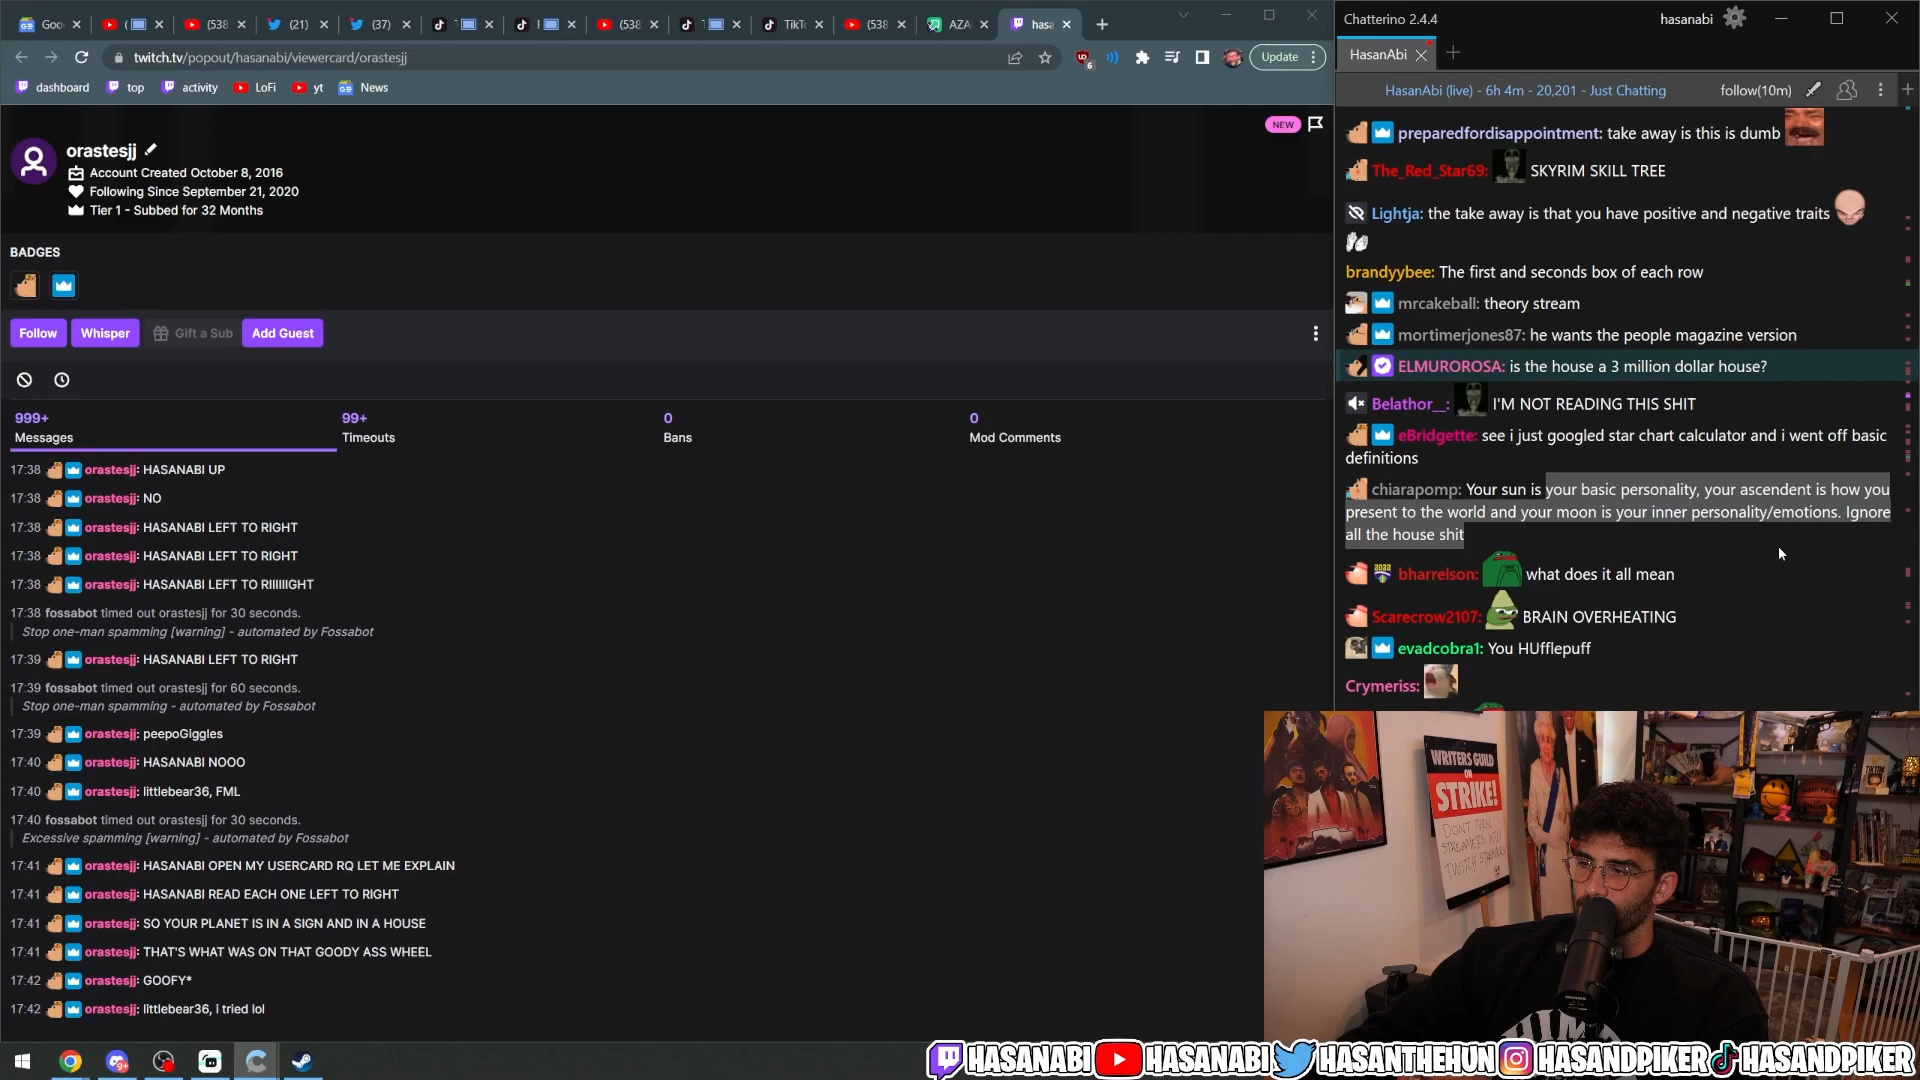 Goo
(
(538
(21)
(37)
T
F
(538
T
TikTo
(538
AZA
hasa
twitch.tv/popout/hasanabi/viewercard/orastesjj
6
Update
dashboard
top
activity
LoFi
yt
News
NEW
orastesjj
Account Created October 8, 2016
Following Since September 21, 2020
Tier 1 - Subbed for 32 Months
BADGES
Follow
Whisper
Gift a Sub
Add Guest
999+
Messages
99+
Timeouts
0
Bans
0
Mod Comments
17:38 orastesjj: HASANABI UP
17:38 orastesjj: NO
17:38 orastesjj: HASANABI LEFT TO RIGHT
17:38 orastesjj: HASANABI LEFT TO RIGHT
17:38 orastesjj: HASANABI LEFT TO RIIIIIIGHT
17:38 fossabot timed out orastesjj for 30 seconds.
Stop one-man spamming [warning] - automated by Fossabot
17:39 orastesjj: HASANABI LEFT TO RIGHT
17:39 fossabot timed out orastesjj for 60 seconds.
Stop one-man spamming - automated by Fossabot
17:39 orastesjj: peepoGiggles
17:40 orastesjj: HASANABI NOOO
17:40 orastesjj: littlebear36, FML
17:40 fossabot timed out orastesjj for 30 seconds.
Excessive spamming [warning] - automated by Fossabot
17:41 orastesjj: HASANABI OPEN MY USERCARD RQ LET ME EXPLAIN
17:41 orastesjj: HASANABI READ EACH ONE LEFT TO RIGHT
17:41 orastesjj: SO YOUR PLANET IS IN A SIGN AND IN A HOUSE
17:41 orastesjj: THAT'S WHAT WAS ON THAT GOODY ASS WHEEL
17:42 orastesjj: GOOFY*
17:42 orastesjj: littlebear36, i tried lol
Chatterino 2.4.4
hasanabi
HasanAbi
HasanAbi (live) - 6h 4m - 20,201 - Just Chatting
follow(10m)
preparedfordisappointment: take away is this is dumb
The_Red_Star69: SKYRIM SKILL TREE
Lightja: the take away is that you have positive and negative traits
brandyybee: The first and seconds box of each row
mrcakeball: theory stream
mortimerjones87: he wants the people magazine version
ELMUROROSA: is the house a 3 million dollar house?
Belathor__: I'M NOT READING THIS SHIT
eBridgette: see i just googled star chart calculator and i went off basic
definitions
chiarapomp: Your sun is your basic personality, your ascendent is how you
present to the world and your moon is your inner personality/emotions. Ignore
all the house shit
bharrelson: what does it all mean
Scarecrow2107: BRAIN OVERHEATING
evadcobra1: You HUfflepuff
Crymeriss:
WRITERS GUILD
ON
STRIKE!
DON'T TURN
STREAMERS INTO
HASANABI
HASANABI
HASANTHEHUN
HASANDPIKER
HASANDPIKER